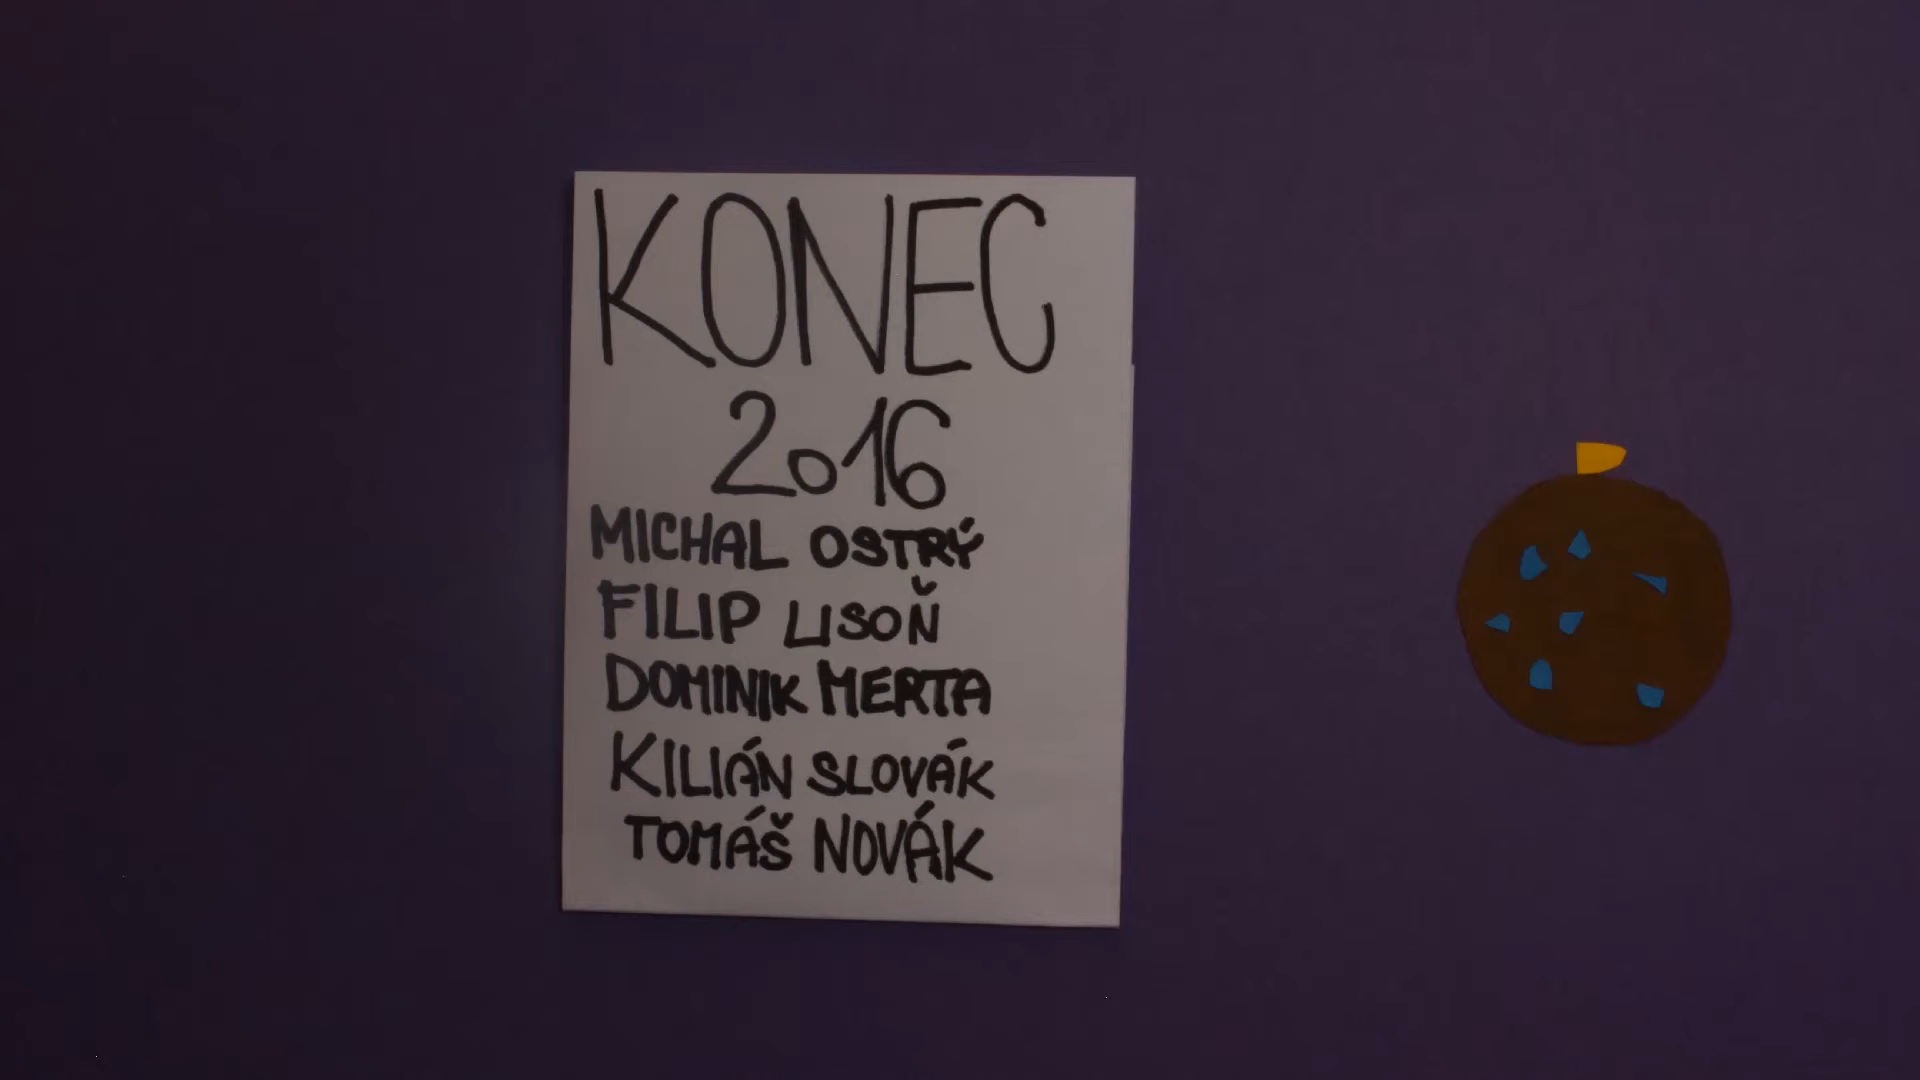 KONEC
2016
MICHAL OSTRÝ
FILIP LISOŇ
DOMINIK MERTA
KILIÁN SLOVÁK
TOMÁŠ NOVÁK